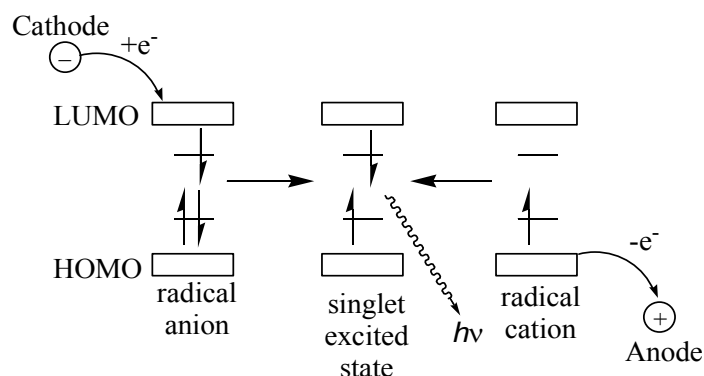 Cathode
−
+e-
LUMO
HOMO
radical
anion
singlet
excited
state
hν
radical
cation
-e-
+
Anode